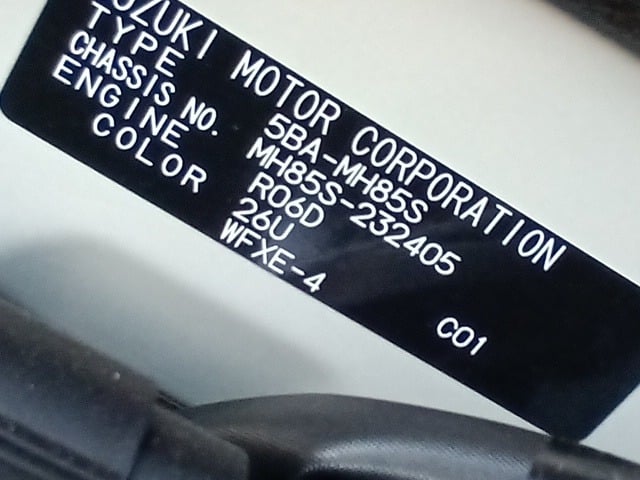 SUZUKI MOTOR CORPORATION
TYPE 5BA-MH85S
CHASSIS NO. MH85S-232405
ENGINE R06D
COLOR 26U
WFXE-4
C01